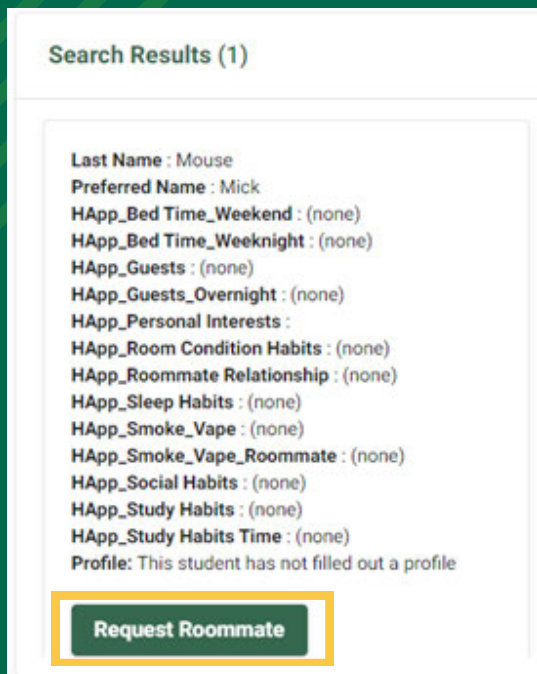 Search Results (1)
Last Name : Mouse
Preferred Name : Mick
HApp_Bed Time_Weekend : (none)
HApp_Bed Time_Weeknight : (none)
HApp_Guests : (none)
HApp_Guests_Overnight : (none)
HApp_Personal Interests :
HApp_Room Condition Habits : (none)
HApp_Roommate Relationship : (none)
HApp_Sleep Habits : (none)
HApp_Smoke_Vape : (none)
HApp_Smoke_Vape_Roommate : (none)
HApp_Social Habits : (none)
HApp_Study Habits : (none)
HApp_Study Habits Time : (none)
Profile: This student has not filled out a profile
Request Roommate